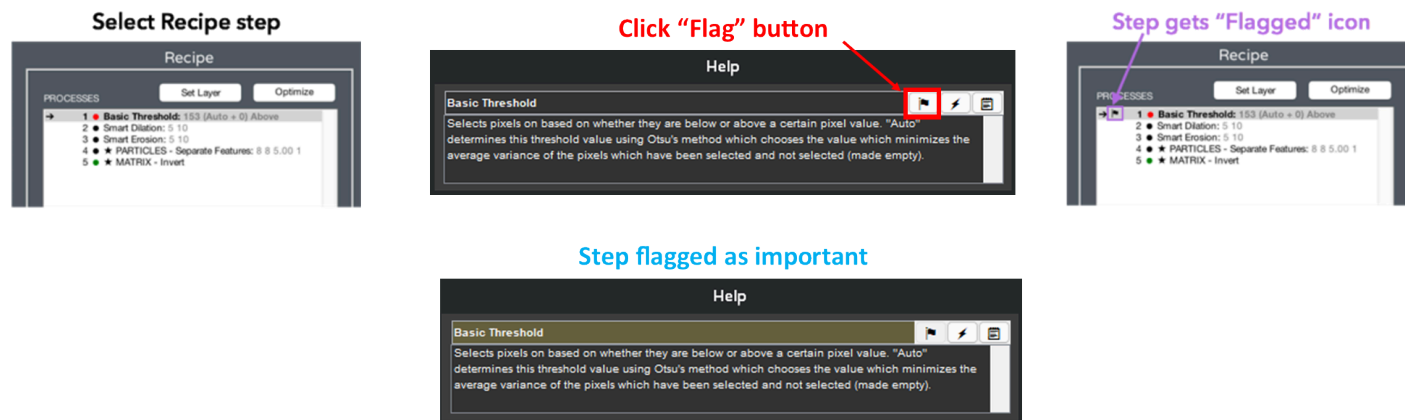 Select Recipe step
Recipe
PROCESSES
Set Layer
Optimize
1 Basic Threshold: 153 (Auto + 0) Above
2 Smart Dilation: 5 10
3 Smart Erosion: 5 10
4 ★ PARTICLES - Separate Features: 8 8 5.00 1
5 ★ MATRIX - Invert
Click “Flag” button
Help
Basic Threshold
Selects pixels on based on whether they are below or above a certain pixel value. "Auto"
determines this threshold value using Otsu's method which chooses the value which minimizes the
average variance of the pixels which have been selected and not selected (made empty).
Step gets “Flagged” icon
Recipe
PROCESSES
Set Layer
Optimize
1 Basic Threshold: 153 (Auto + 0) Above
2 Smart Dilation: 5 10
3 Smart Erosion: 5 10
4 ★ PARTICLES - Separate Features: 8 8 5.00 1
5 ★ MATRIX - Invert
Step flagged as important
Help
Basic Threshold
Selects pixels on based on whether they are below or above a certain pixel value. "Auto"
determines this threshold value using Otsu's method which chooses the value which minimizes the
average variance of the pixels which have been selected and not selected (made empty).